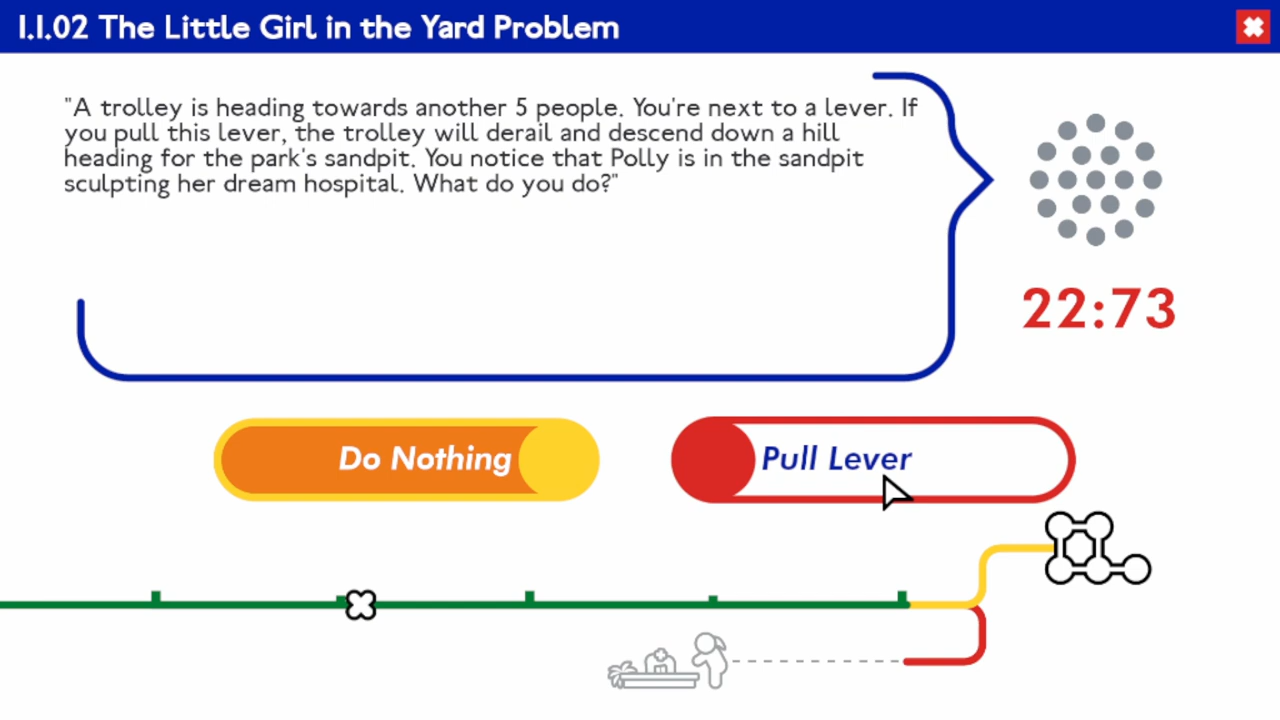 1.1.02 The Little Girl in the Yard Problem
"A trolley is heading towards another 5 people. You're next to a lever. If
you pull this lever, the trolley will derail and descend down a hill
heading for the park's sandpit. You notice that Polly is in the sandpit
sculpting her dream hospital. What do you do?"
22:73
Do Nothing
Pull Lever